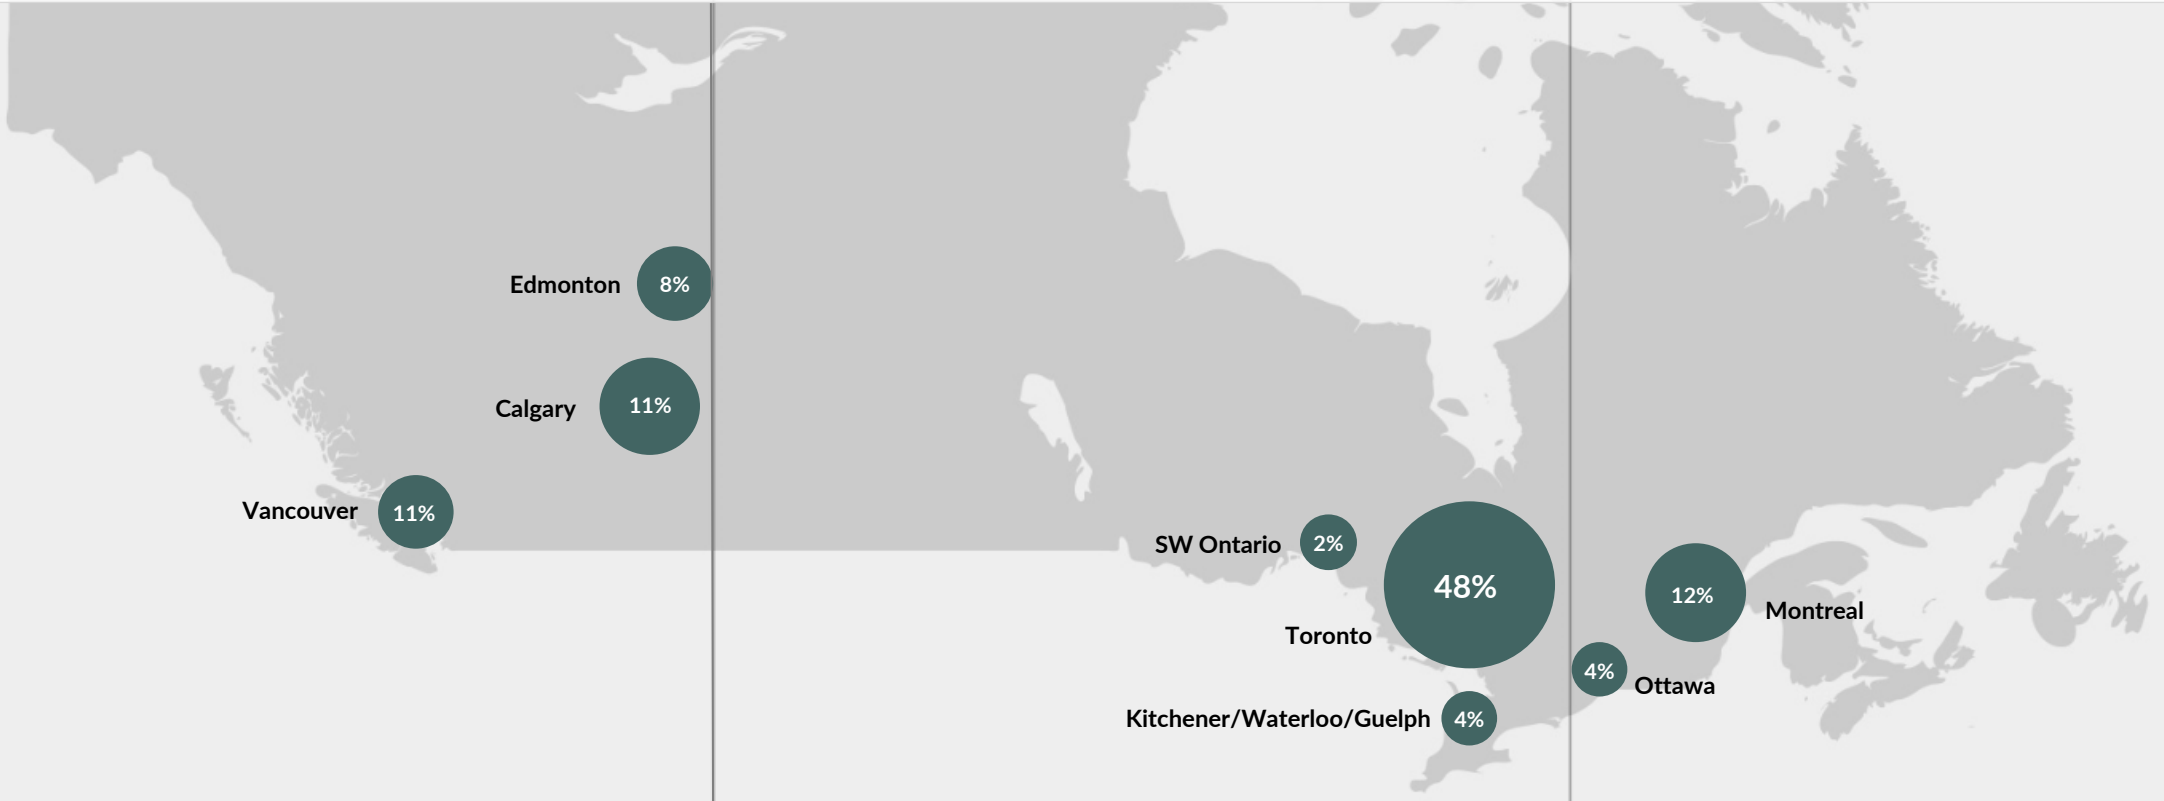 Edmonton 8%
Calgary 11%
Vancouver 11%
SW Ontario 2%
48%
Toronto
12%
Montreal
4%
Ottawa
Kitchener/Waterloo/Guelph 4%